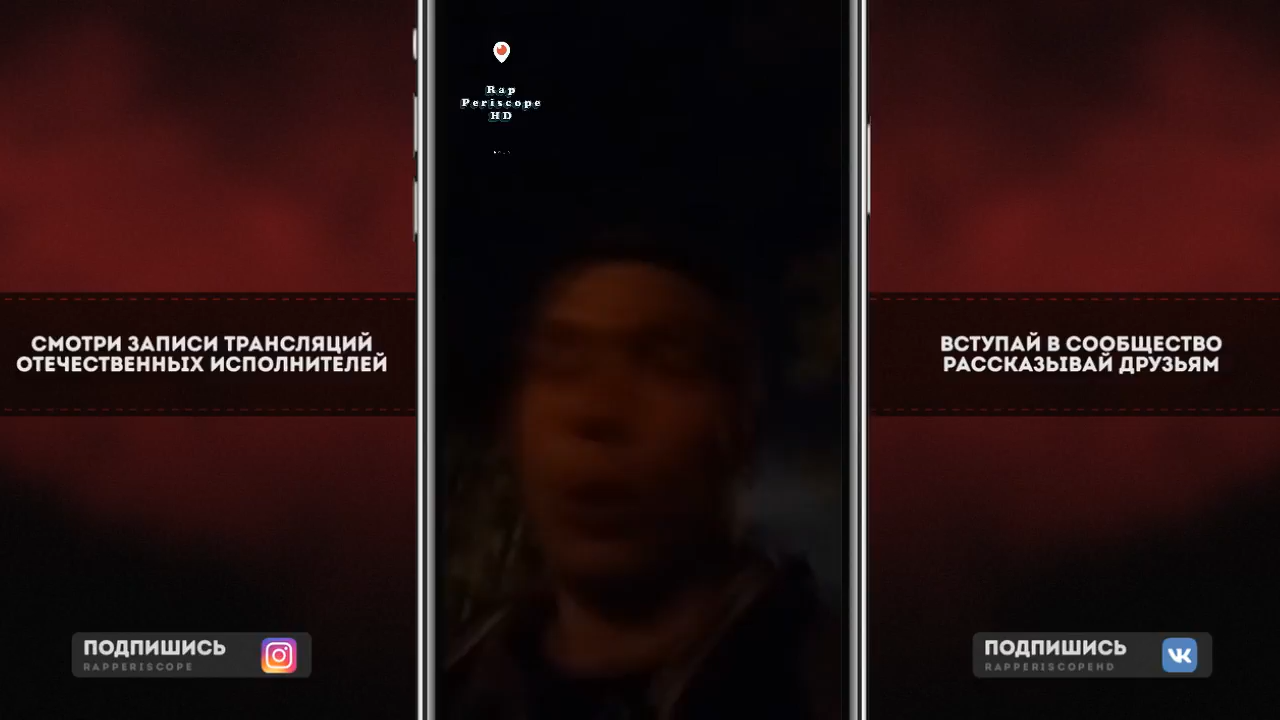 Rap
Periscope
HD
СМОТРИ ЗАПИСИ ТРАНСЛЯЦИЙ
ОТЕЧЕСТВЕННЫХ ИСПОЛНИТЕЛЕЙ
ВСТУПАЙ В СООБЩЕСТВО
РАССКАЗЫВАЙ ДРУЗЬЯМ
ПОДПИШИСЬ
RAPPERISCOPE
ПОДПИШИСЬ
RAPPERISCOPEHD